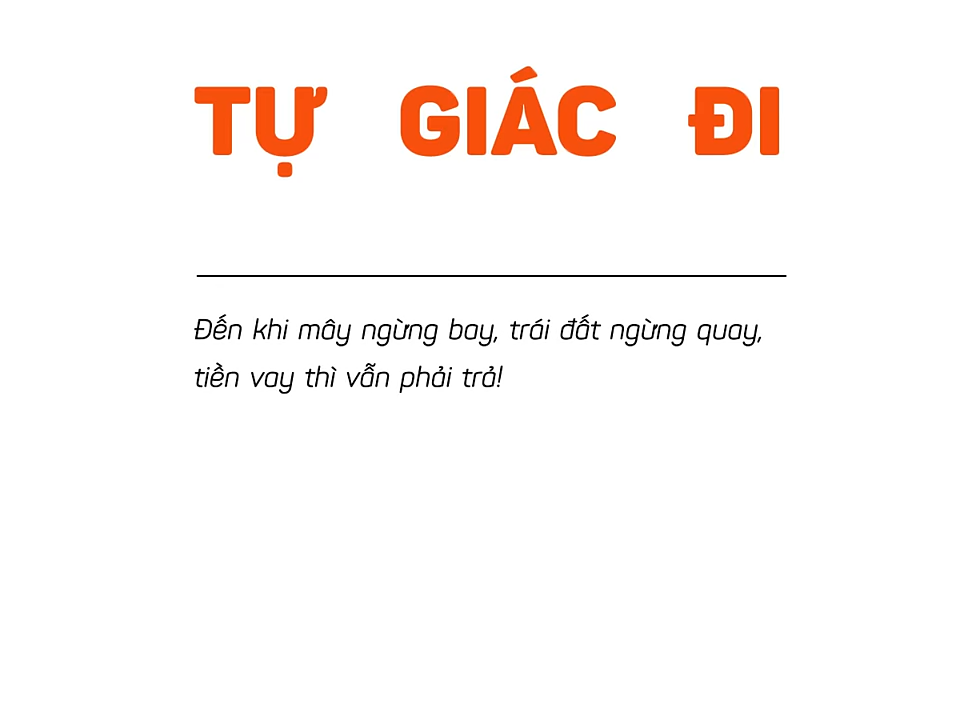 TỰ GIÁC ĐI
Đến khi mây ngừng bay, trái đất ngừng quay,
tiền vay thì vẫn phải trả!